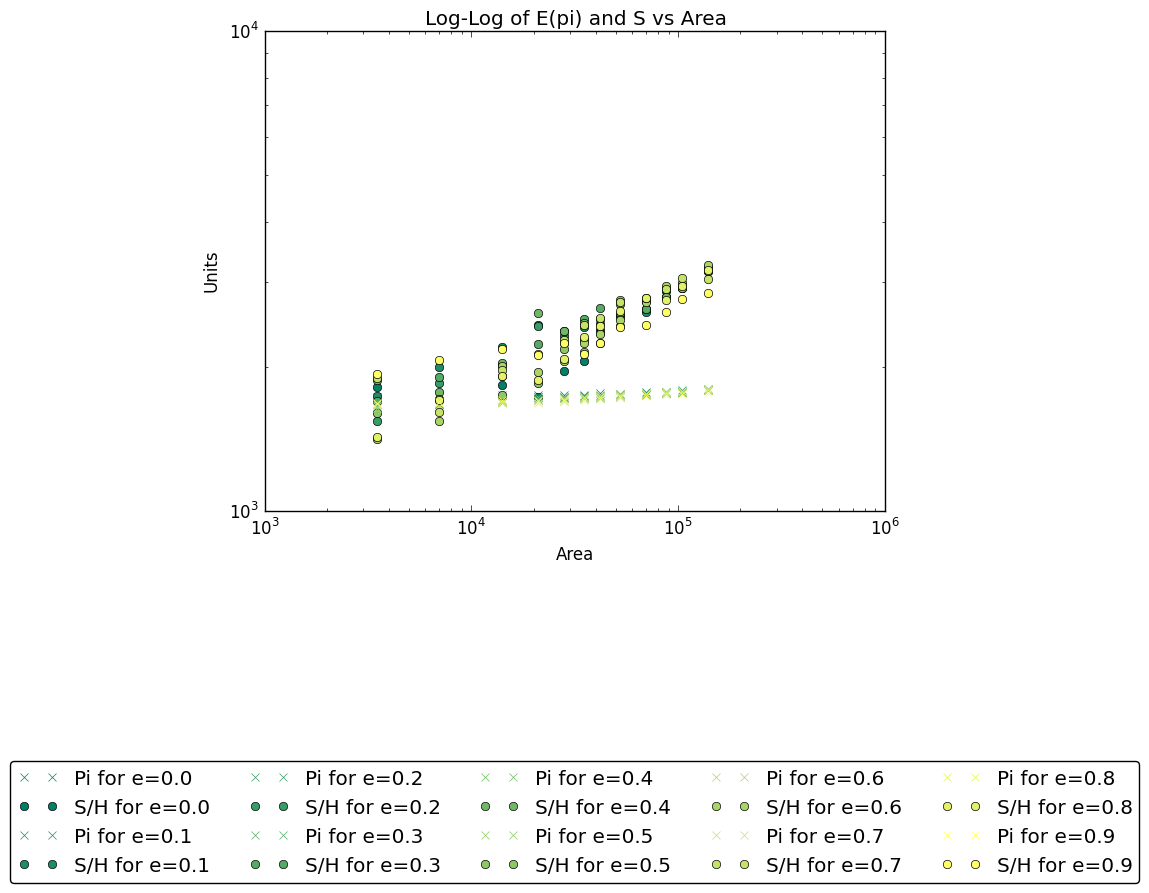 Log-Log of E(pi) and S vs Area
10^4
Units
10^3
10^3 10^4 10^5 10^6
Area
Pi for e=0.0 Pi for e=0.2 Pi for e=0.4 Pi for e=0.6 Pi for e=0.8
S/H for e=0.0 S/H for e=0.2 S/H for e=0.4 S/H for e=0.6 S/H for e=0.8
Pi for e=0.1 Pi for e=0.3 Pi for e=0.5 Pi for e=0.7 Pi for e=0.9
S/H for e=0.1 S/H for e=0.3 S/H for e=0.5 S/H for e=0.7 S/H for e=0.9